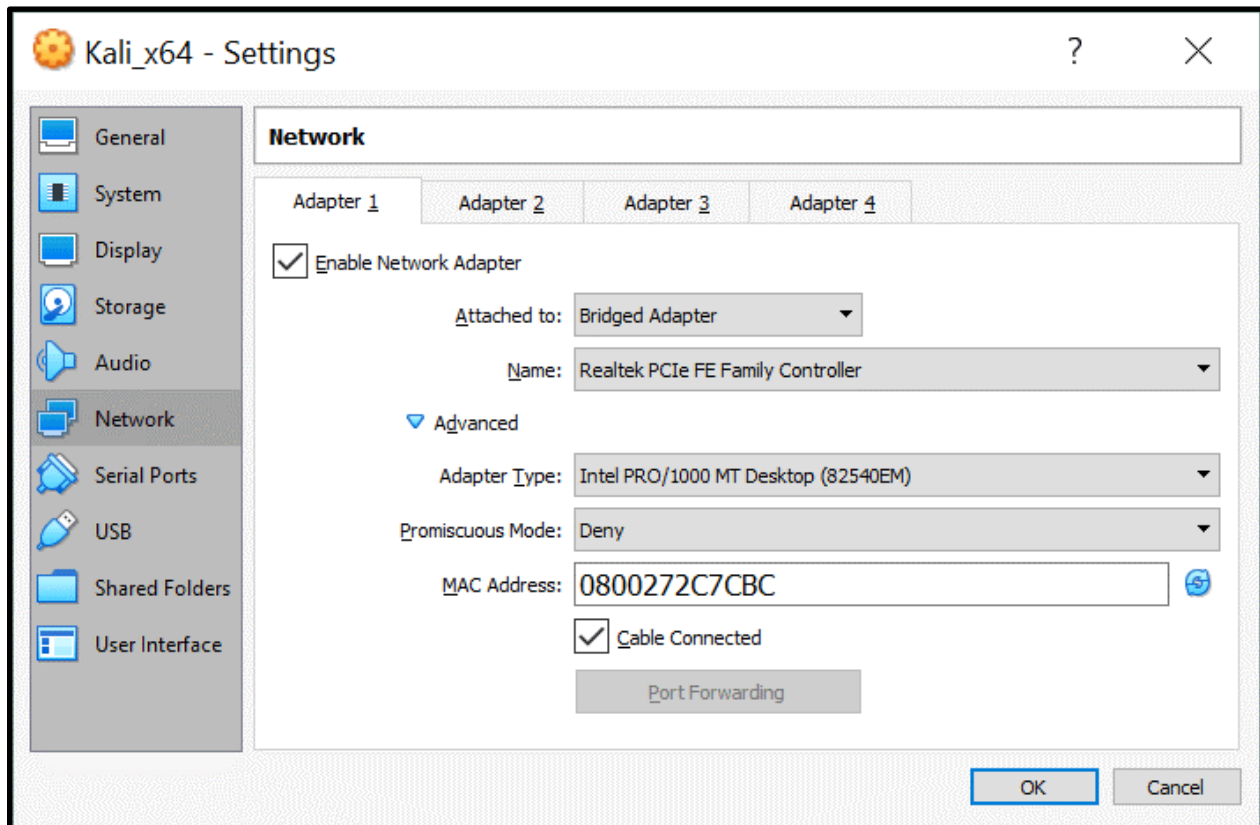 Kali_x64 - Settings
?
General
System
Display
Storage
Audio
Network
Serial Ports
USB
Shared Folders
User Interface
Network
Adapter 1
Adapter 2
Adapter 3
Adapter 4
Enable Network Adapter
Attached to: Bridged Adapter
Name: Realtek PCIe FE Family Controller
Advanced
Adapter Type: Intel PRO/1000 MT Desktop (82540EM)
Promiscuous Mode: Deny
MAC Address: 0800272C7CBC
Cable Connected
Port Forwarding
OK
Cancel